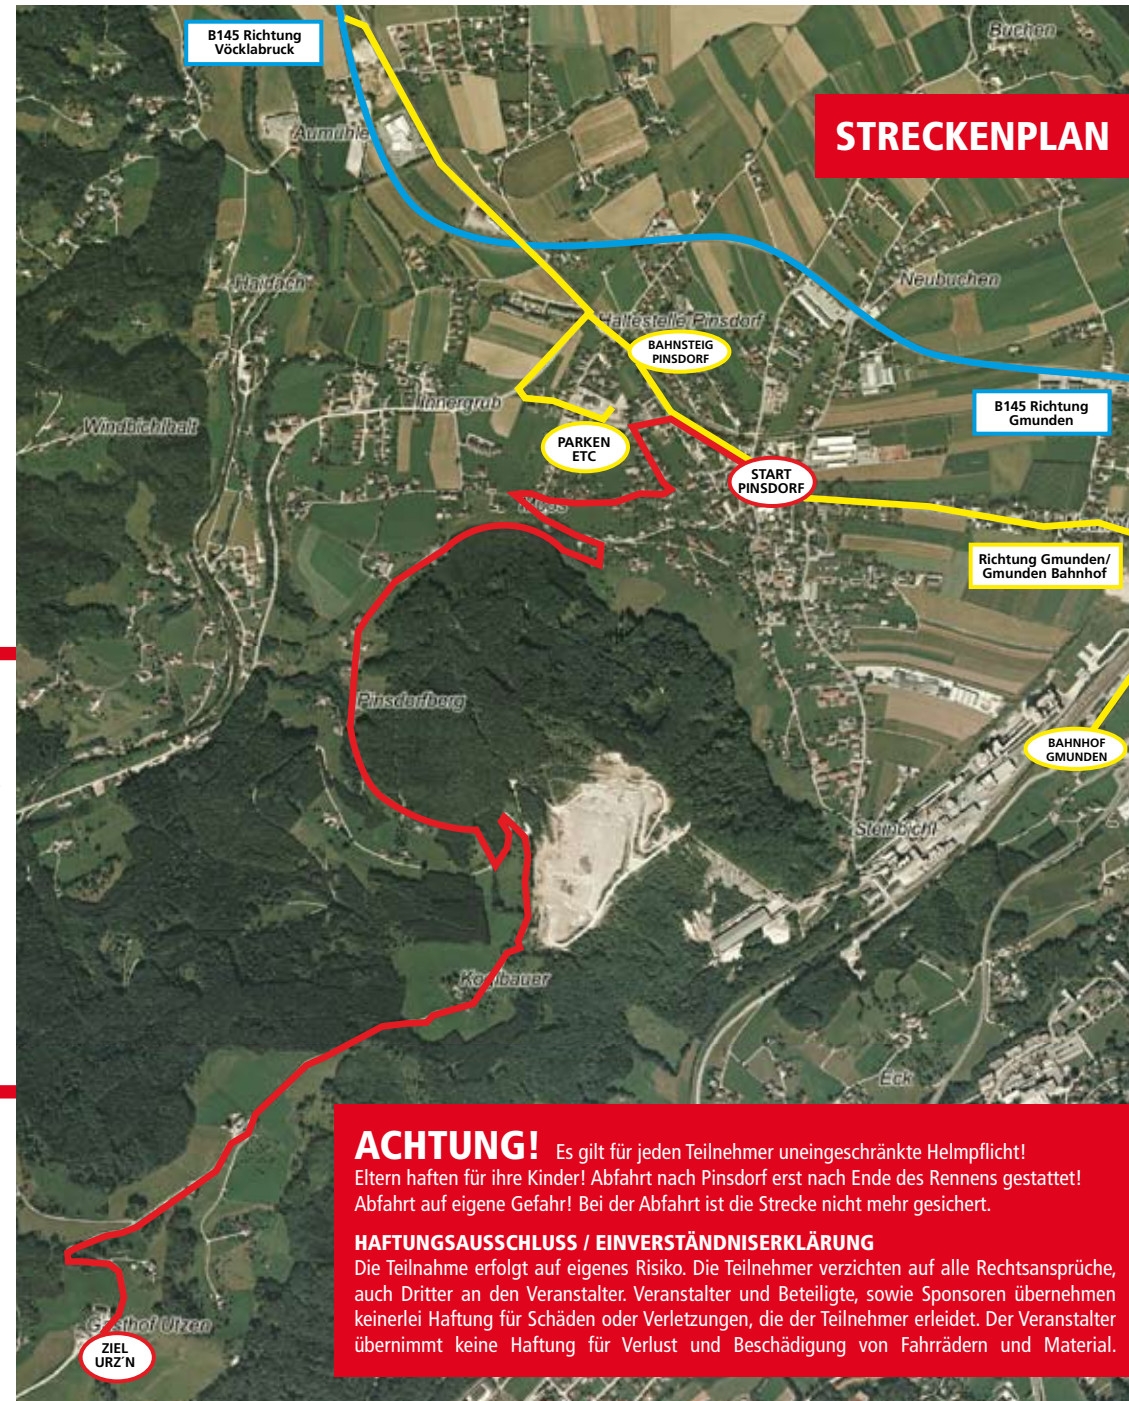 B145 Richtung
Vöcklabruck
Buchen
STRECKENPLAN
Aumühle
Haidach
Neubuchen
Haltestelle Pinsdorf
BAHNSTEIG
PINSDORF
Innergrub
B145 Richtung
Gmunden
Windbichlhalt
PARKEN
ETC
START
PINSDORF
Moos
Richtung Gmunden/
Gmunden Bahnhof
Pinsdorfberg
BAHNHOF
GMUNDEN
Steinbichl
Koglbauer
Eck
ACHTUNG! Es gilt für jeden Teilnehmer uneingeschränkte Helmpflicht!
Eltern haften für ihre Kinder! Abfahrt nach Pinsdorf erst nach Ende des Rennens gestattet!
Abfahrt auf eigene Gefahr! Bei der Abfahrt ist die Strecke nicht mehr gesichert.
HAFTUNGSAUSSCHLUSS / EINVERSTÄNDNISERKLÄRUNG
Die Teilnahme erfolgt auf eigenes Risiko. Die Teilnehmer verzichten auf alle Rechtsansprüche,
auch Dritter an den Veranstalter. Veranstalter und Beteiligte, sowie Sponsoren übernehmen
keinerlei Haftung für Schäden oder Verletzungen, die der Teilnehmer erleidet. Der Veranstalter
übernimmt keine Haftung für Verlust und Beschädigung von Fahrrädern und Material.
Gasthof Urzen
ZIEL
URZ´N